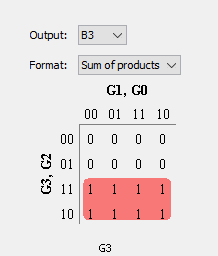 Output: B3
Format: Sum of products
G1, G0
00 01 11 10
G3, G2
00 0 0 0 0
01 0 0 0 0
11 1 1 1 1
10 1 1 1 1
G3